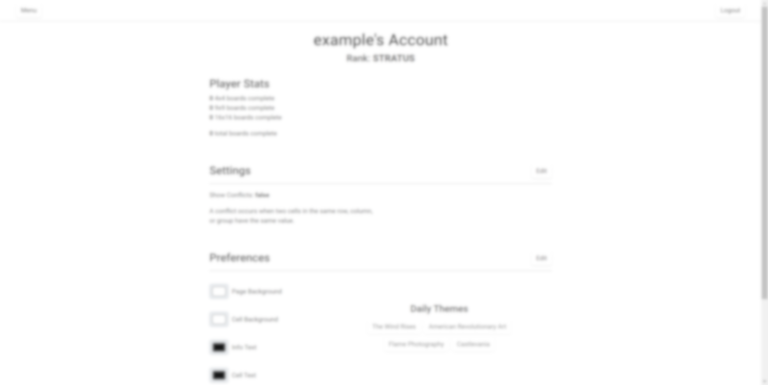 Menu
Logout
example's Account
Rank: STRATUS
Player Stats
0 4x4 boards complete
0 9x9 boards complete
0 16x16 boards complete
0 total boards complete
Settings
Edit
Show Conflicts: false
A conflict occurs when two cells in the same row, column,
or group have the same value.
Preferences
Edit
Page Background
Cell Background
Info Text
Cell Text
Daily Themes
The Wind Rises
American Revolutionary Art
Flame Photography